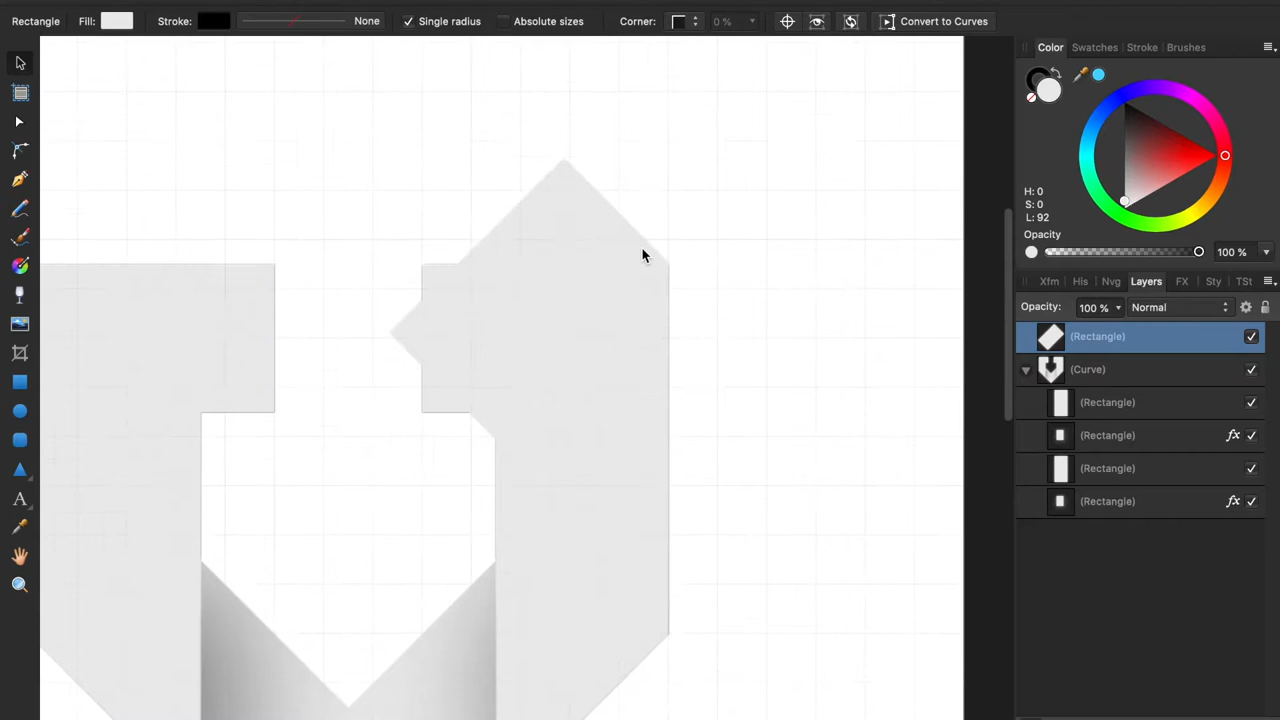 Rectangle Fill: Stroke: None Single radius Absolute sizes Corner: 0 % Convert to Curves
Color Swatches Stroke Brushes
H: 0
S: 0
L: 92
Opacity
100 %
Xfm His Nvg Layers FX Sty TSt
Opacity: 100 % Normal
(Rectangle)
(Curve)
(Rectangle)
(Rectangle) fx
(Rectangle)
(Rectangle) fx
A